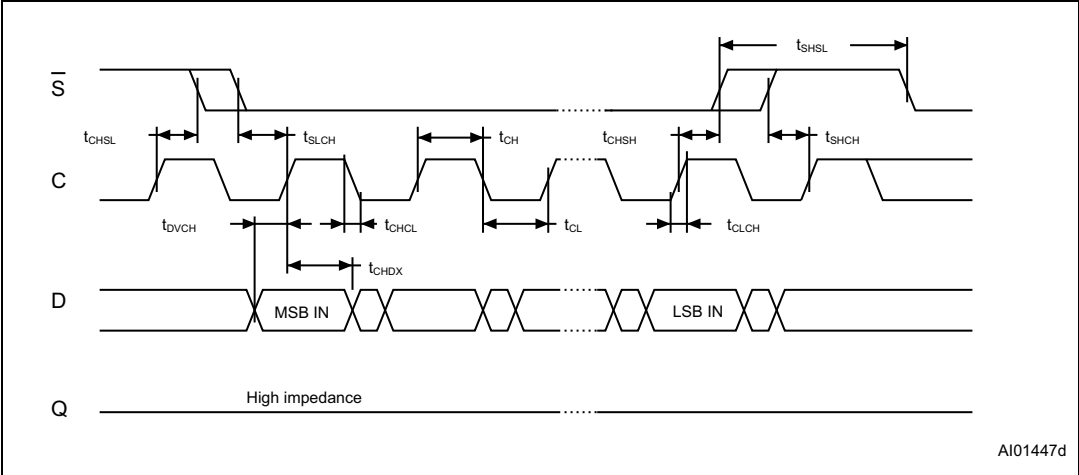 tSHSL
S̅
tCHSL tSLCH tCH tCHSH tSHCH
C
tDVCH tCHCL tCL tCLCH
tCHDX
D MSB IN LSB IN
High impedance
Q
AI01447d